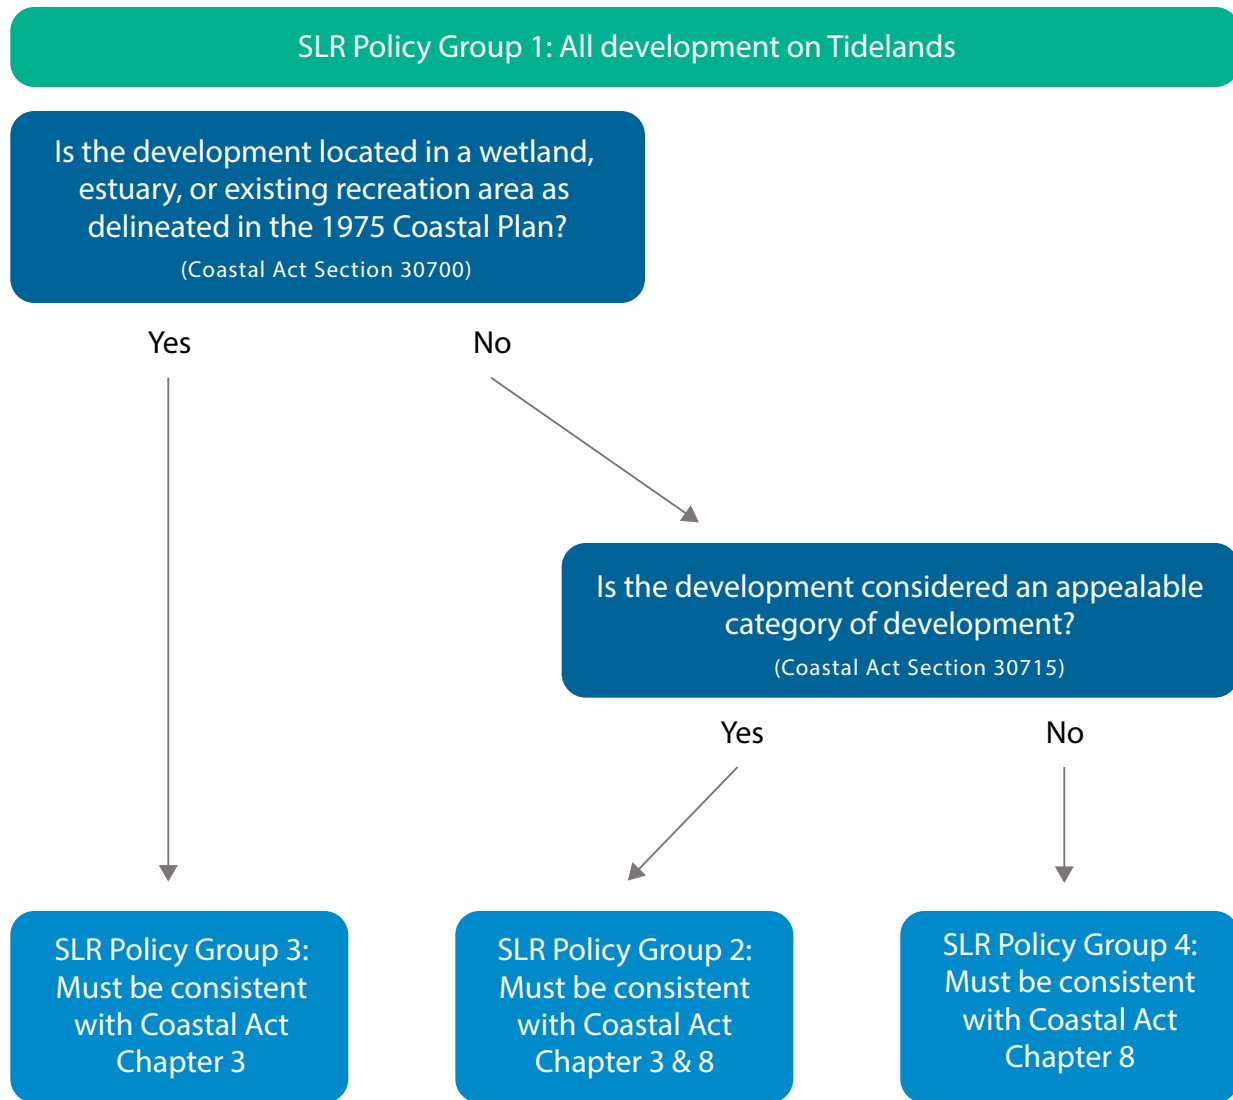 SLR Policy Group 1: All development on Tidelands
Is the development located in a wetland,
estuary, or existing recreation area as
delineated in the 1975 Coastal Plan?
(Coastal Act Section 30700)
Yes
No
Is the development considered an appealable
category of development?
(Coastal Act Section 30715)
Yes
No
SLR Policy Group 3:
Must be consistent
with Coastal Act
Chapter 3
SLR Policy Group 2:
Must be consistent
with Coastal Act
Chapter 3 & 8
SLR Policy Group 4:
Must be consistent
with Coastal Act
Chapter 8